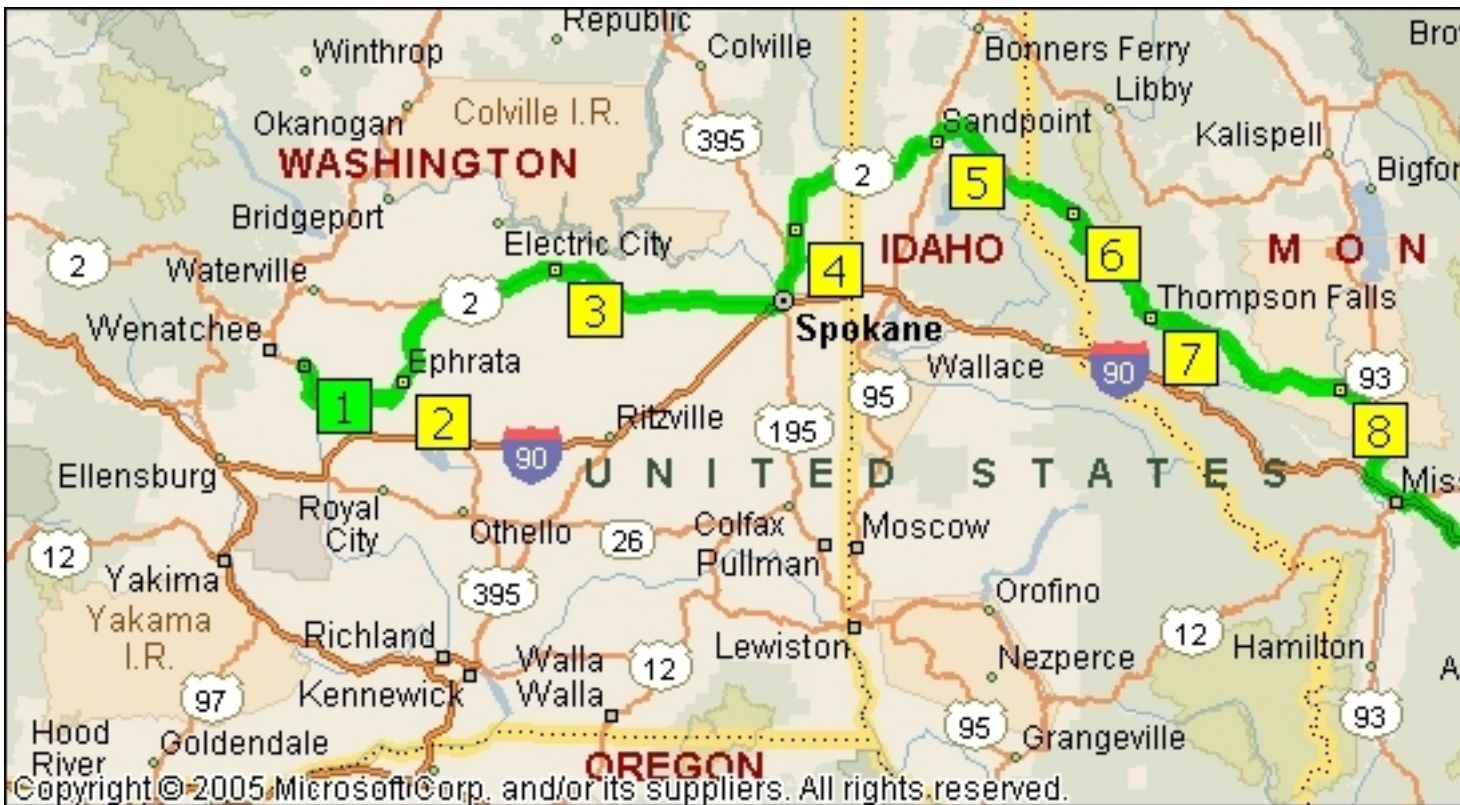 Republic
Bro
Winthrop
Colville
Bonners Ferry
Libby
Okanogan
Colville I.R.
395
Sandpoint
Kalispell
WASHINGTON
2
5
Bigfor
Bridgeport
Electric City
4
IDAHO
6
M O N
2
Waterville
2
3
Thompson Falls
Wenatchee
Spokane
Ephrata
Wallace
90
7
93
1
2
Ritzville
195
95
8
90
UNITED STATES
Ellensburg
Miss
Royal
City
Othello
26
Colfax
Moscow
12
Pullman
Yakima
395
Orofino
Yakama
I.R.
Richland
Walla
Walla
12
Lewiston
12
Hamilton
Nezperce
A
Kennewick
97
95
93
Hood
River
Goldendale
Grangeville
OREGON
Copyright © 2005 Microsoft Corp. and/or its suppliers. All rights reserved.